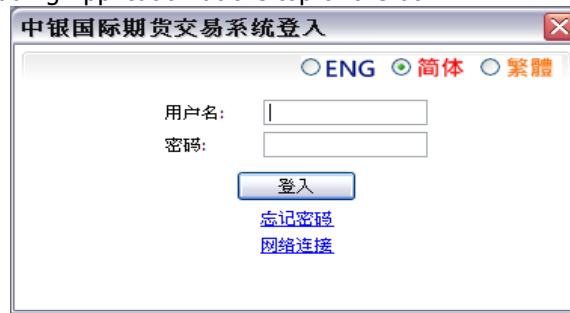 中银国际期货交易系统登入
ENG 简体 繁體
用户名:
密码:
登入
忘记密码
网络连接